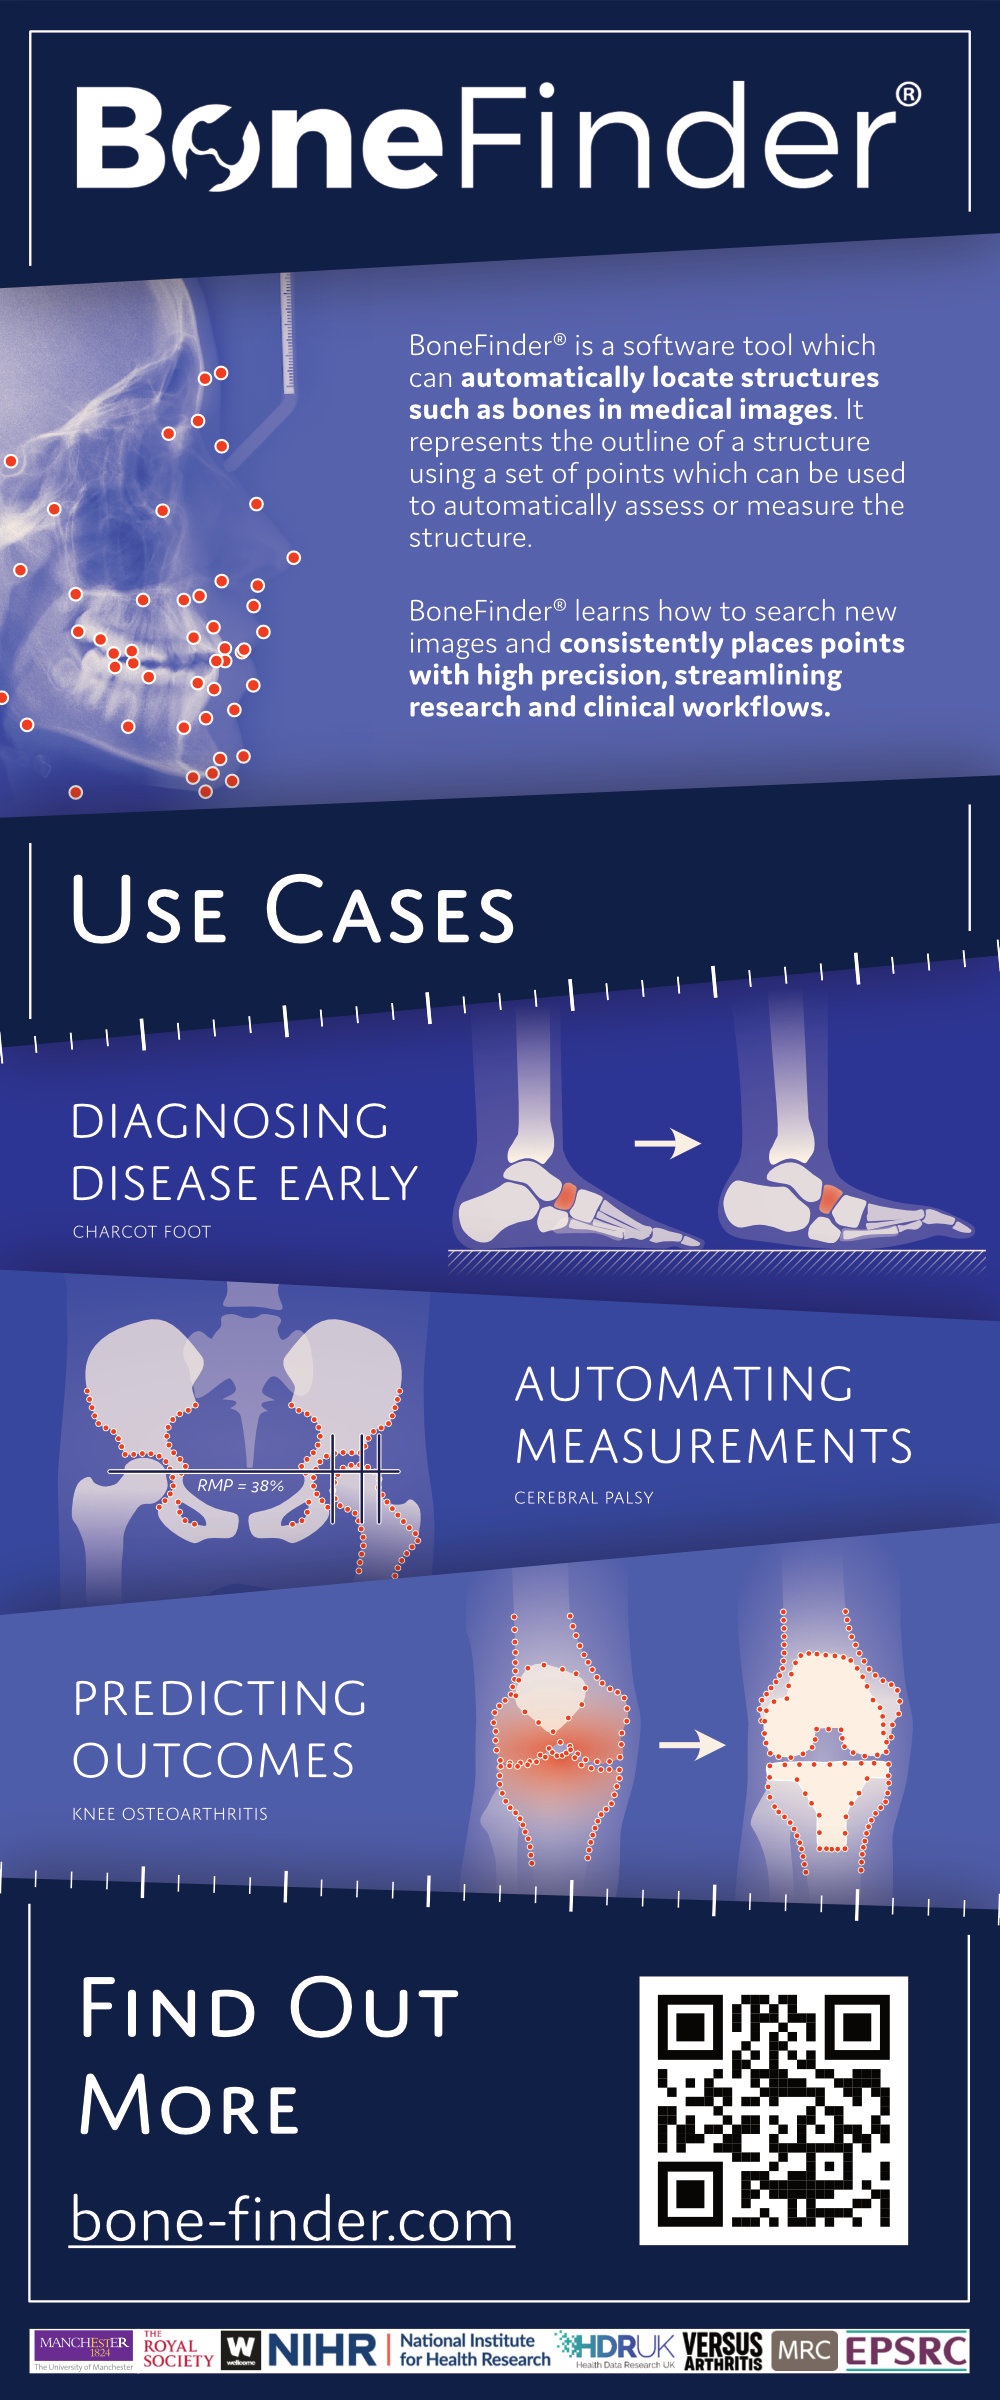 BoneFinder®
BoneFinder® is a software tool which
can automatically locate structures
such as bones in medical images. It
represents the outline of a structure
using a set of points which can be used
to automatically assess or measure the
structure.
BoneFinder® learns how to search new
images and consistently places points
with high precision, streamlining
research and clinical workflows.
USE CASES
DIAGNOSING
DISEASE EARLY
CHARCOT FOOT
RMP = 38%
AUTOMATING
MEASUREMENTS
CEREBRAL PALSY
PREDICTING
OUTCOMES
KNEE OSTEOARTHRITIS
FIND OUT
MORE
bone-finder.com
MANCHESTER
1824
The University of Manchester
THE
ROYAL
SOCIETY
W
wellcome
NIHR | National Institute
for Health Research
HDRUK
Health Data Research UK
VERSUS
ARTHRITIS
MRC
EPSRC